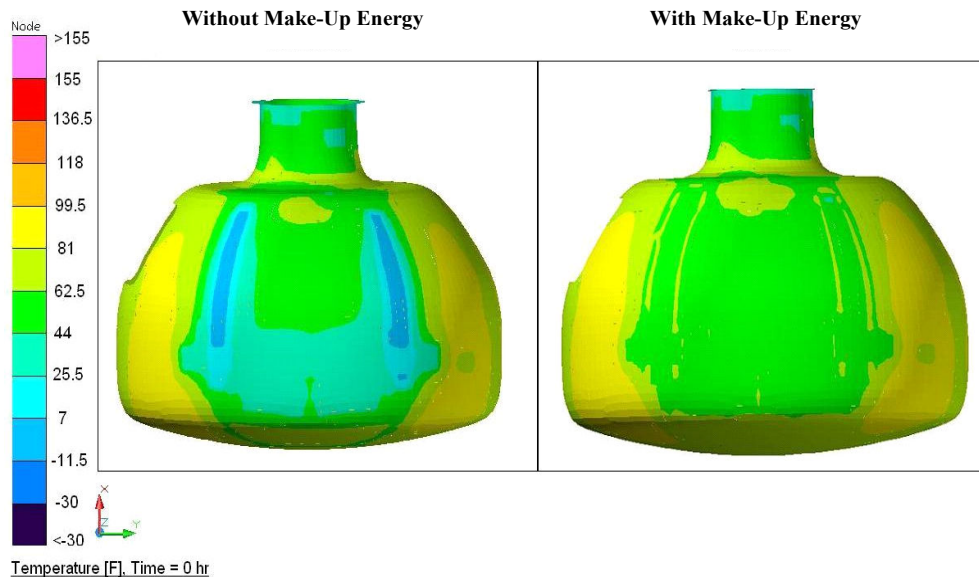 Without Make-Up Energy
With Make-Up Energy
Node
>155
155
136.5
118
99.5
81
62.5
44
25.5
7
-11.5
-30
<-30
X
Z
Y
Temperature [F], Time = 0 hr